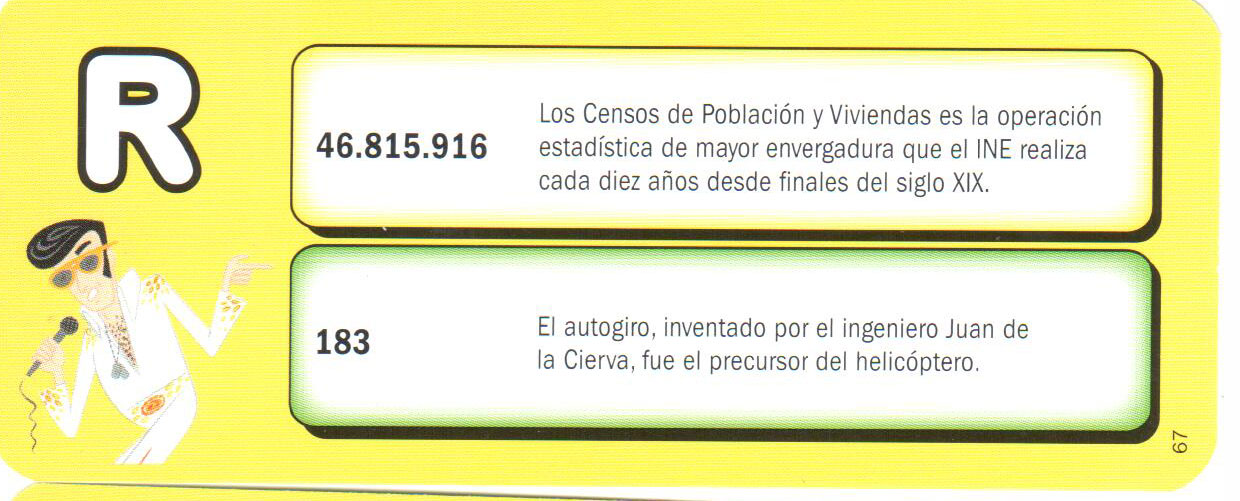 R
46.815.916
Los Censos de Población y Viviendas es la operación
estadística de mayor envergadura que el INE realiza
cada diez años desde finales del siglo XIX.
183
El autogiro, inventado por el ingeniero Juan de
la Cierva, fue el precursor del helicóptero.
67